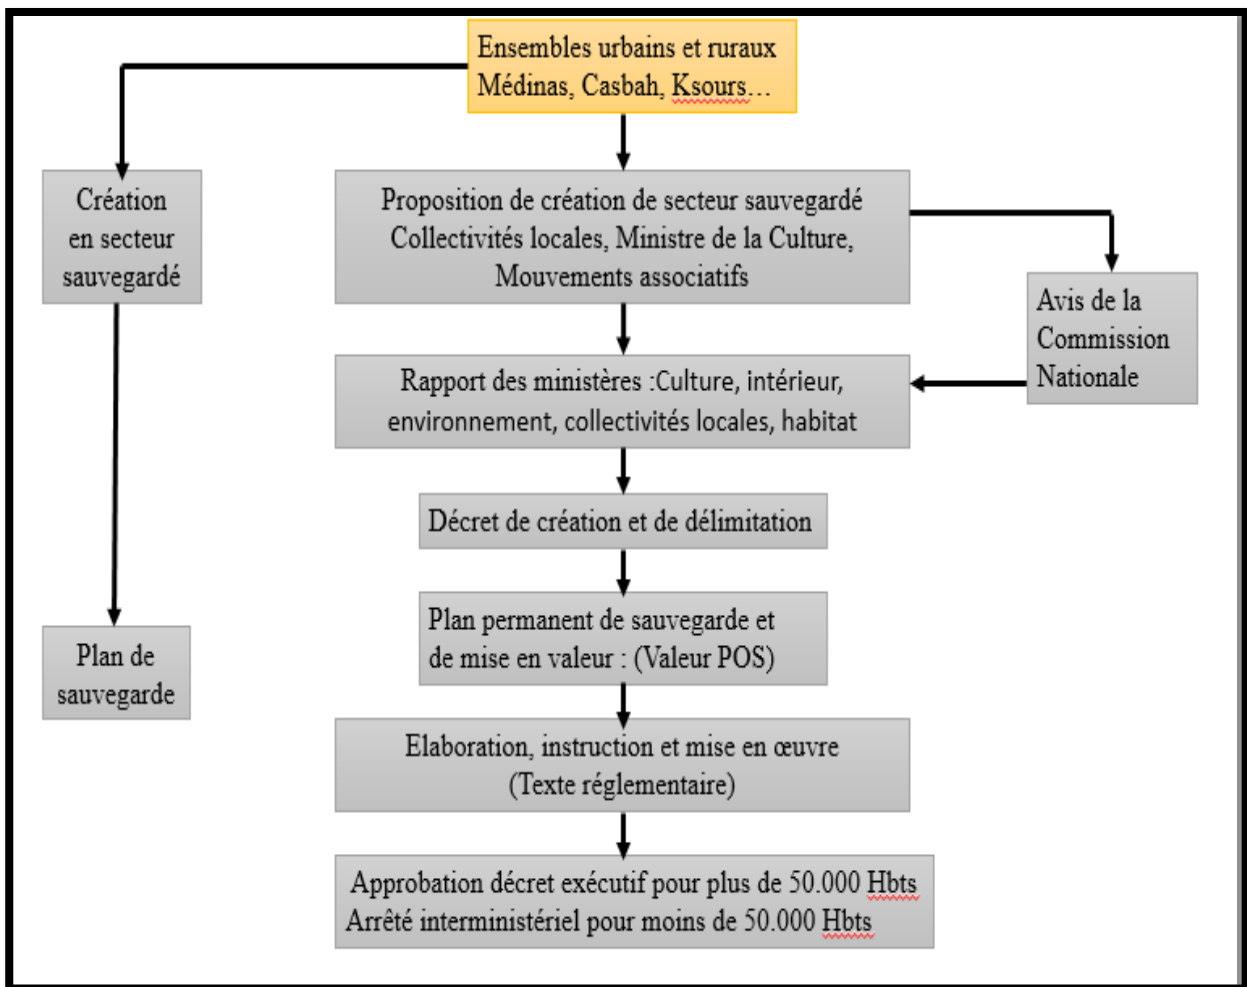 Ensembles urbains et ruraux
Médinas, Casbah, Ksours...
Création
en secteur
sauvegardé
Proposition de création de secteur sauvegardé
Collectivités locales, Ministre de la Culture,
Mouvements associatifs
Avis de la
Commission
Nationale
Rapport des ministères :Culture, intérieur,
environnement, collectivités locales, habitat
Décret de création et de délimitation
Plan permanent de sauvegarde et
de mise en valeur : (Valeur POS)
Plan de
sauvegarde
Elaboration, instruction et mise en œuvre
(Texte réglementaire)
Approbation décret exécutif pour plus de 50.000 Hbts
Arrêté interministériel pour moins de 50.000 Hbts